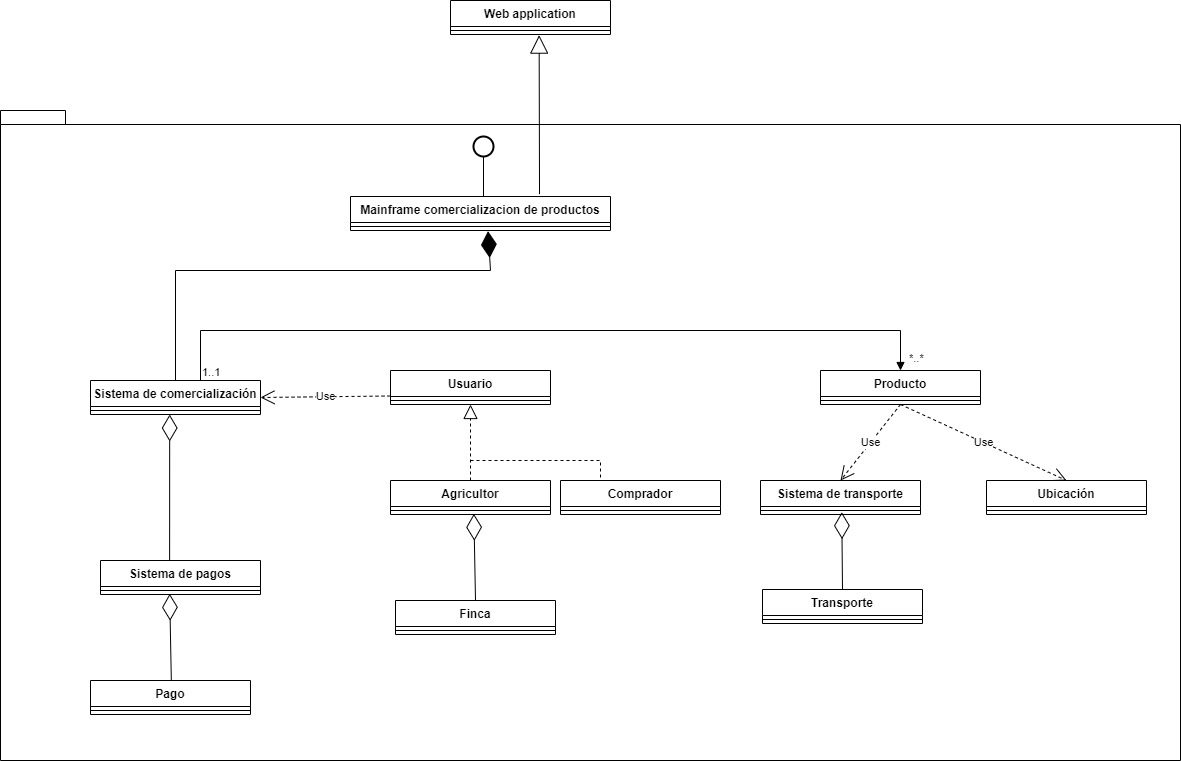 Web application
Mainframe comercializacion de productos
1..1
*..*
Sistema de comercialización
Use
Usuario
Producto
Use
Use
Agricultor
Comprador
Sistema de transporte
Ubicación
Sistema de pagos
Finca
Transporte
Pago